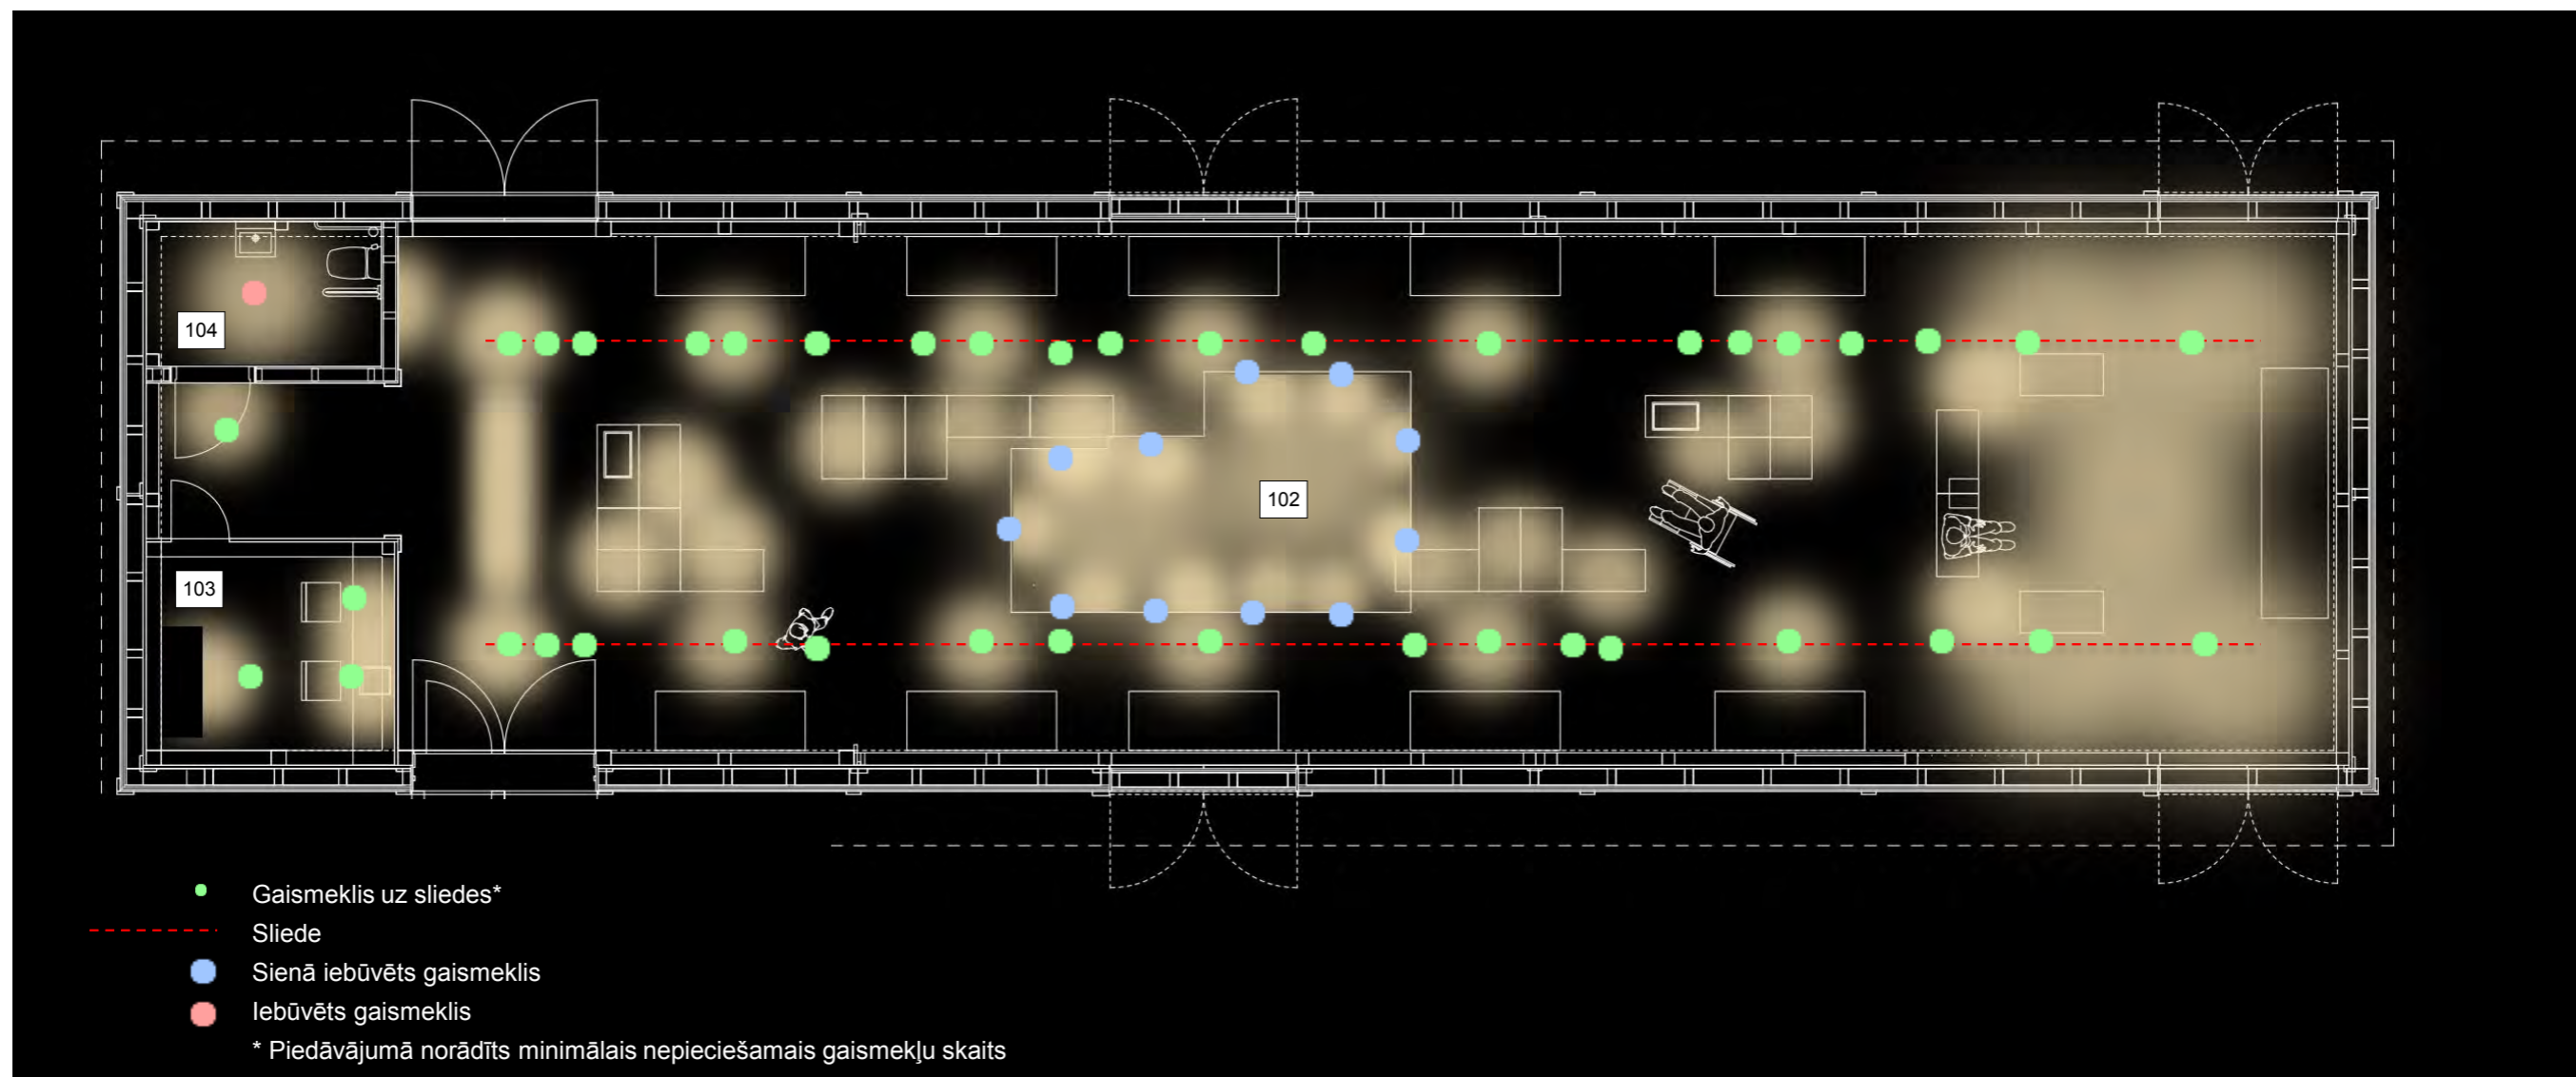 104
102
103
Gaismeklis uz sliedes*
Sliede
Sienā iebūvēts gaismeklis
Iebūvēts gaismeklis
* Piedāvājumā norādīts minimālais nepieciešamais gaismekļu skaits